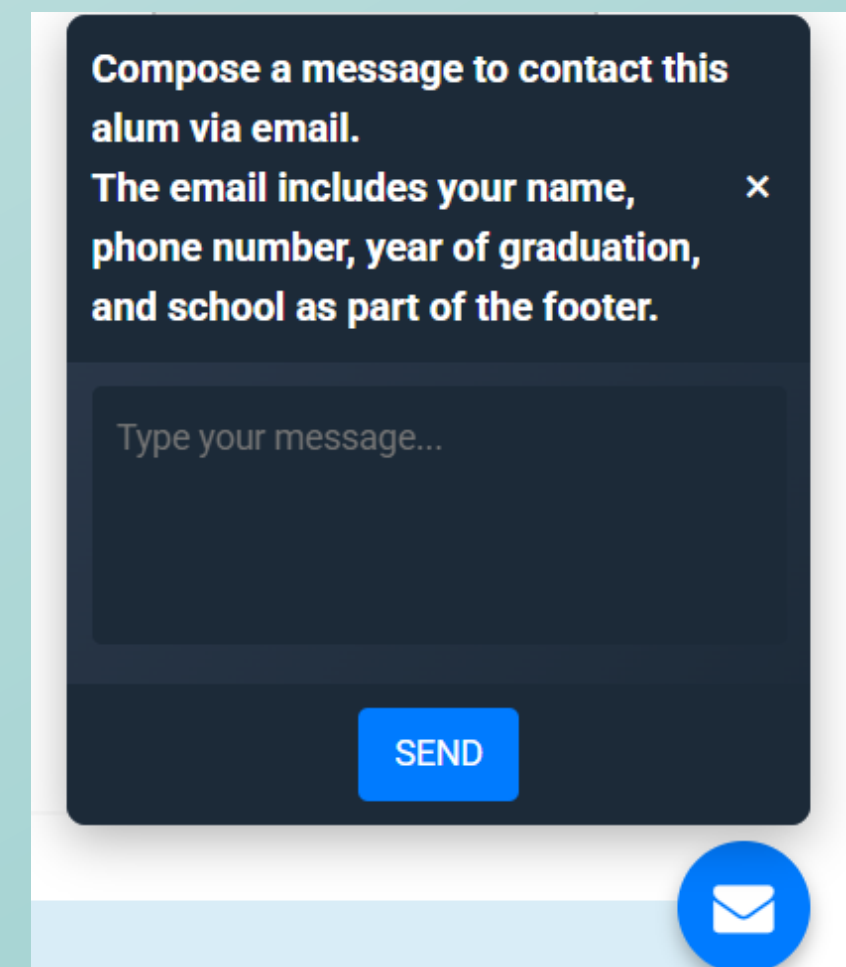 Compose a message to contact this
alum via email.
The email includes your name,
phone number, year of graduation,
and school as part of the footer.
×
Type your message...
SEND